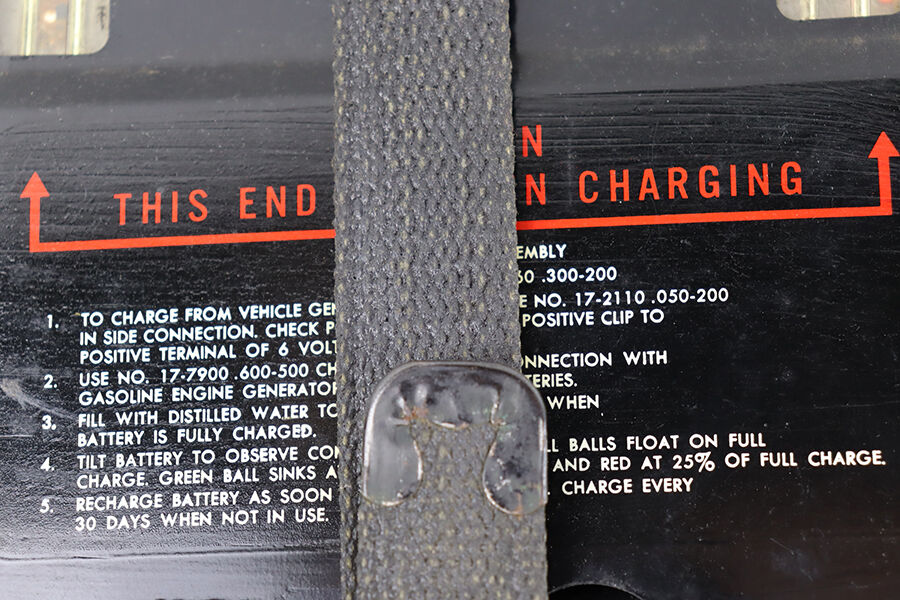 N
THIS END N CHARGING
EMBLY
60 .300-200
1. TO CHARGE FROM VEHICLE GEN E NO. 17-2110 .050-200
IN SIDE CONNECTION. CHECK P POSITIVE CLIP TO
POSITIVE TERMINAL OF 6 VOLT
2. USE NO. 17-7900 .600-500 CH NNECTION WITH
GASOLINE ENGINE GENERATOR ERIES.
3. FILL WITH DISTILLED WATER TO WHEN
BATTERY IS FULLY CHARGED.
4. TILT BATTERY TO OBSERVE CO L BALLS FLOAT ON FULL
CHARGE. GREEN BALL SINKS A AND RED AT 25% OF FULL CHARGE.
5. RECHARGE BATTERY AS SOON . CHARGE EVERY
30 DAYS WHEN NOT IN USE.